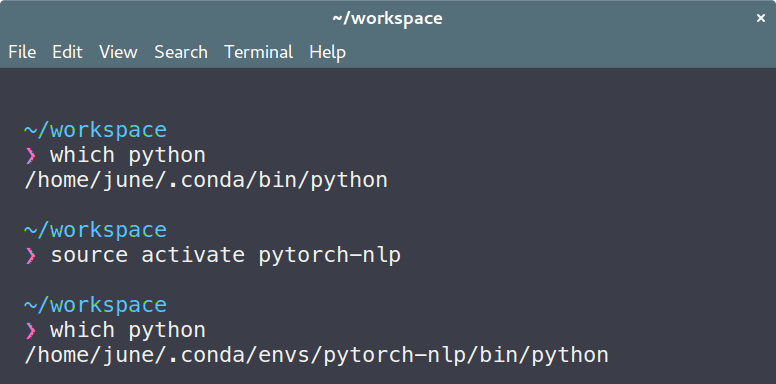 ~/workspace ×
File Edit View Search Terminal Help
~/workspace
❯ which python
/home/june/.conda/bin/python
~/workspace
❯ source activate pytorch-nlp
~/workspace
❯ which python
/home/june/.conda/envs/pytorch-nlp/bin/python